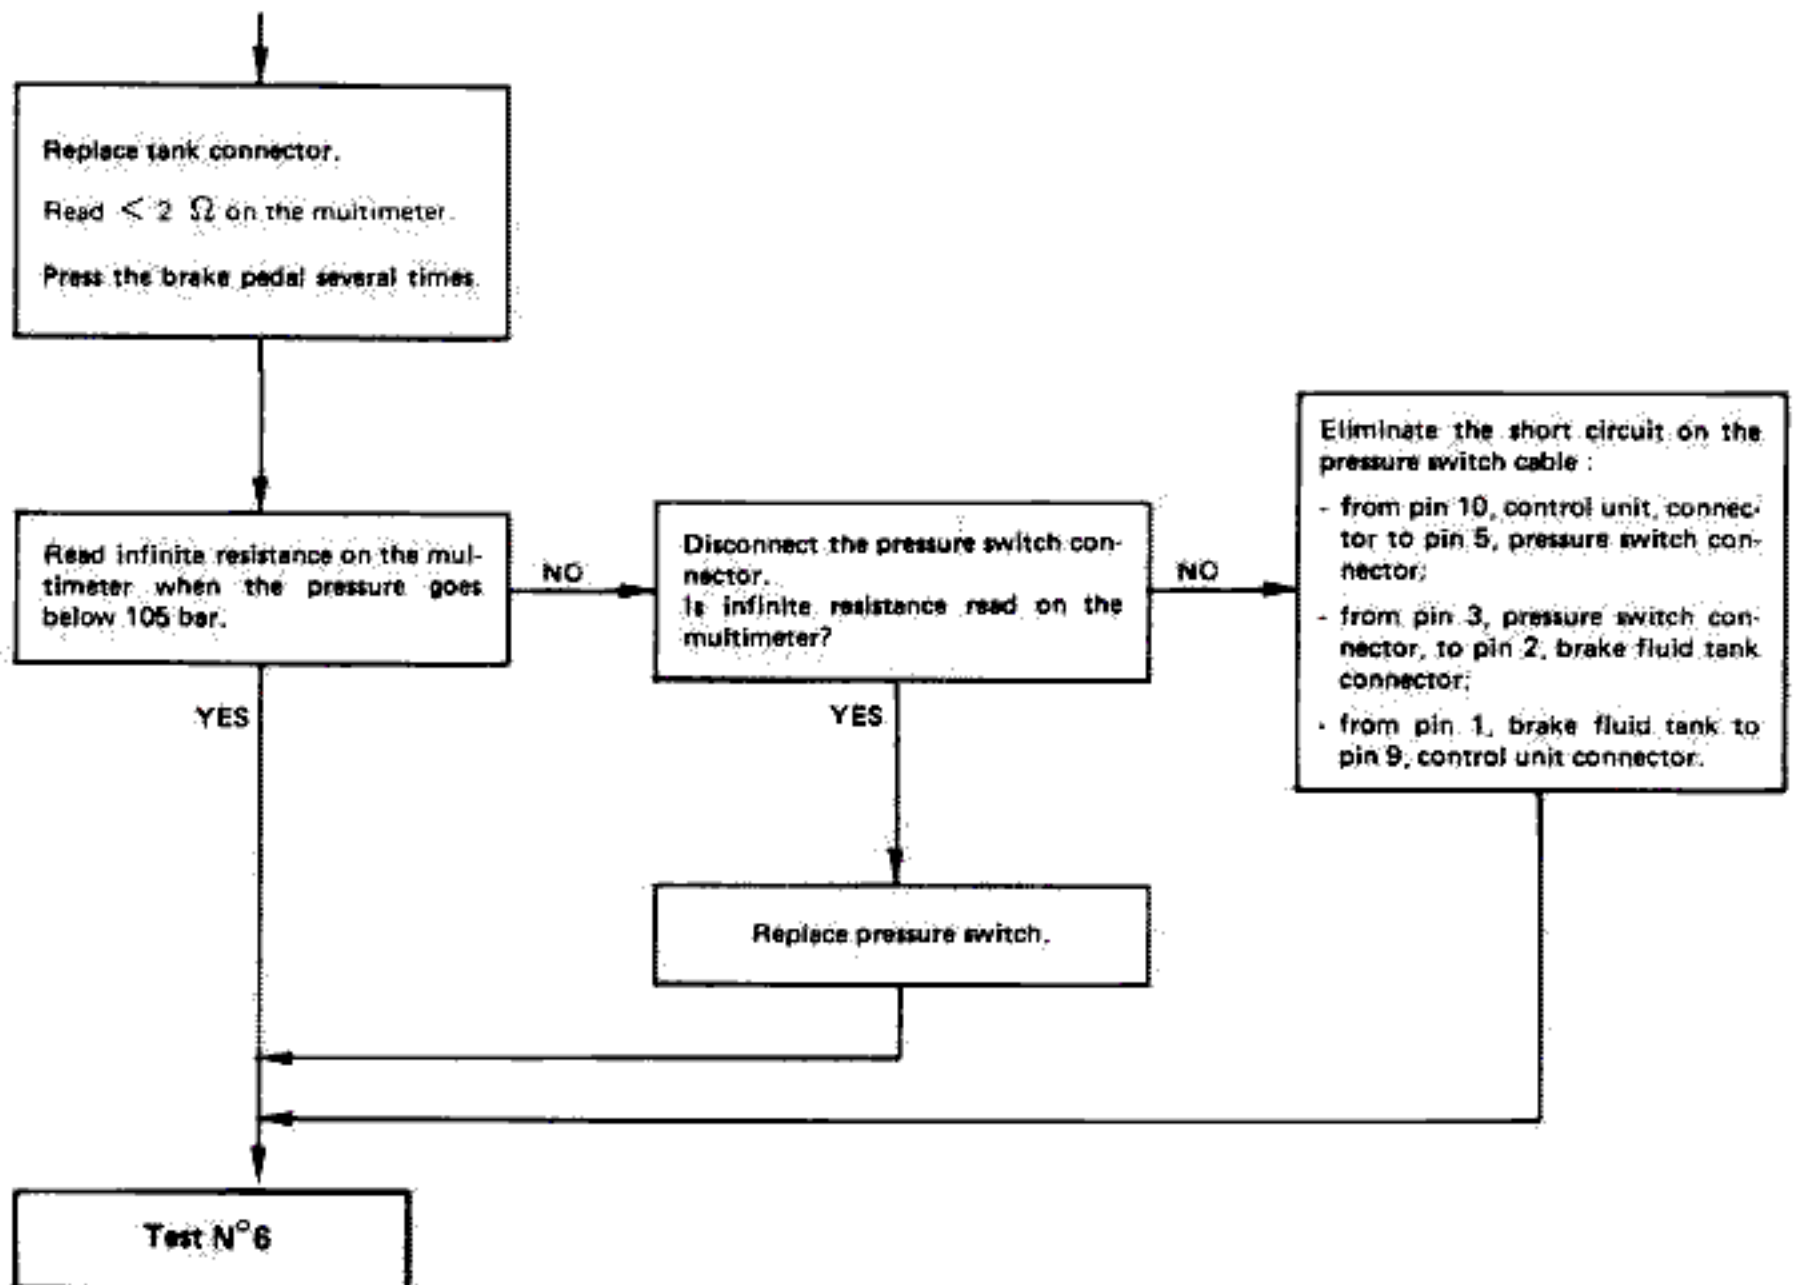 Replace tank connector.
Read < 2 Ω on the multimeter.
Press the brake pedal several times.
Read infinite resistance on the mul-
timeter when the pressure goes
below 105 bar.
NO
Disconnect the pressure switch con-
nector.
Is infinite resistance read on the
multimeter?
NO
Eliminate the short circuit on the
pressure switch cable :
- from pin 10, control unit, connec-
tor to pin 5, pressure switch con-
nector;
- from pin 3, pressure switch con-
nector, to pin 2, brake fluid tank
connector;
- from pin 1, brake fluid tank to
pin 9, control unit connector.
YES
YES
Replace pressure switch.
Test N°6